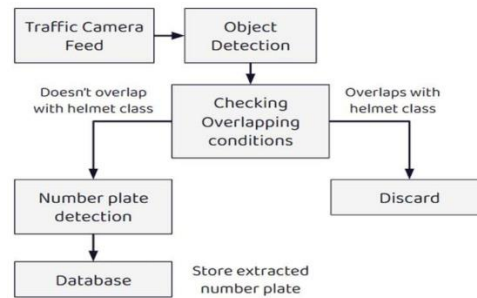 Traffic Camera
Feed
Object
Detection
Doesn't overlap
with helmet class
Checking
Overlapping
conditions
Overlaps with
helmet class
Number plate
detection
Discard
Database
Store extracted
number plate